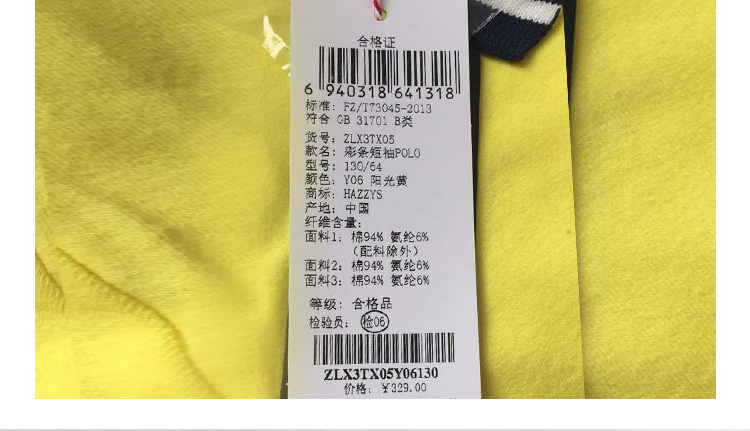 合格证
6 940318 641318
标准: FZ/T73045-2013
符合 GB 31701 B类
货号: ZLX3TX05
款名: 彩条短袖POLO
型号: 130/64
颜色: Y06 阳光黄
商标: HAZZYS
产地: 中国
纤维含量:
面料1: 棉94% 氨纶6%
(配料除外)
面料2: 棉94% 氨纶6%
面料3: 棉94% 氨纶6%
等级: 合格品
检验员: 检06
ZLX3TX05Y06130
价格: ¥329.00